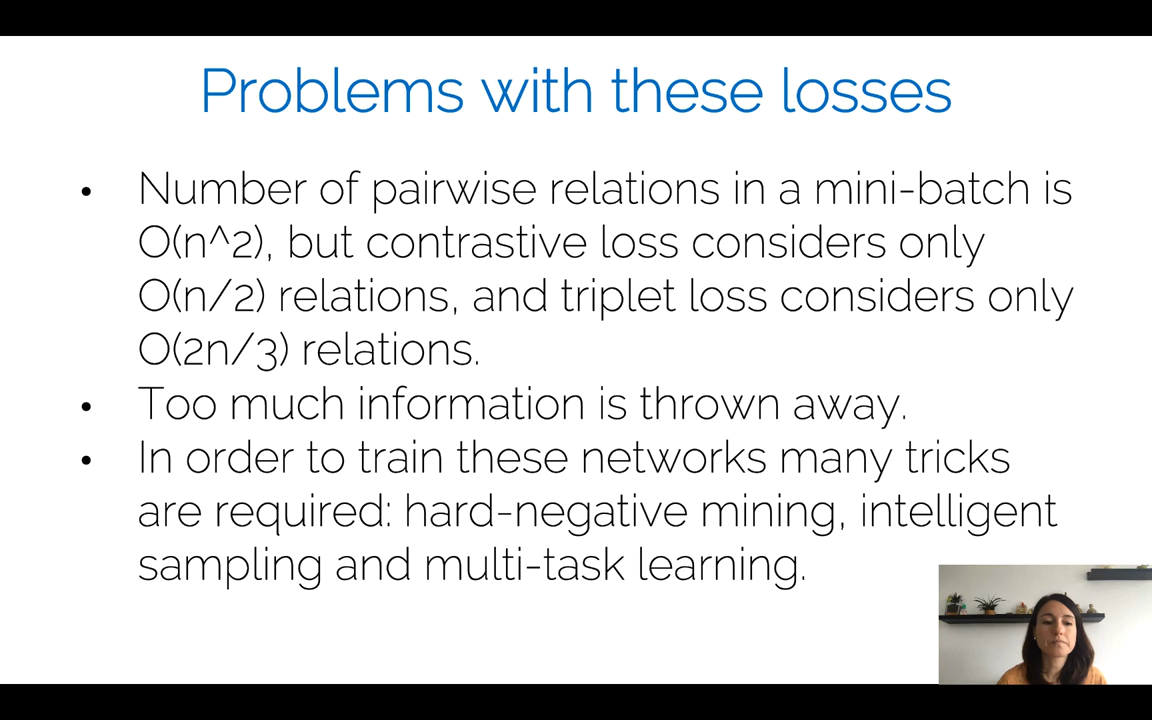 Problems with these losses
• Number of pairwise relations in a mini-batch is
O(n^2), but contrastive loss considers only
O(n/2) relations, and triplet loss considers only
O(2n/3) relations.
• Too much information is thrown away.
• In order to train these networks many tricks
are required: hard-negative mining, intelligent
sampling and multi-task learning.